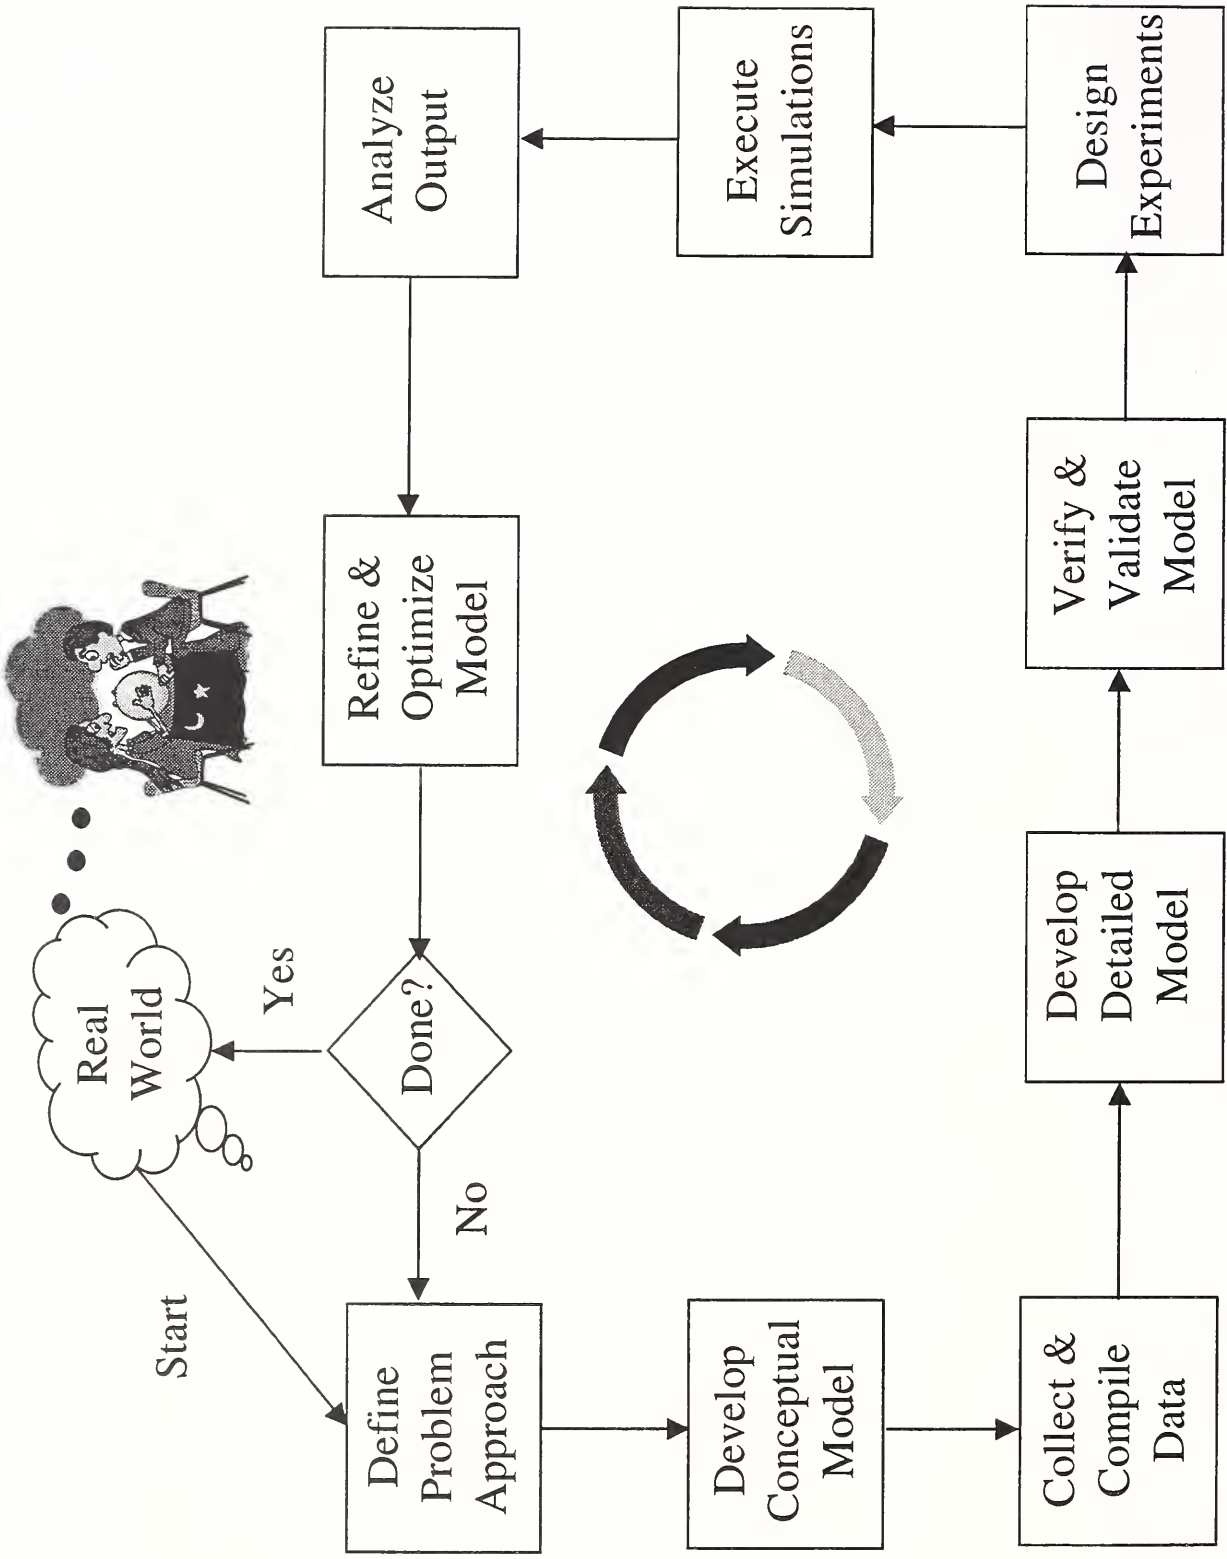 Real
World
Start
Yes
Done?
No
Define
Problem
Approach
Develop
Conceptual
Model
Collect &
Compile
Data
Develop
Detailed
Model
Verify &
Validate
Model
Design
Experiments
Execute
Simulations
Analyze
Output
Refine &
Optimize
Model